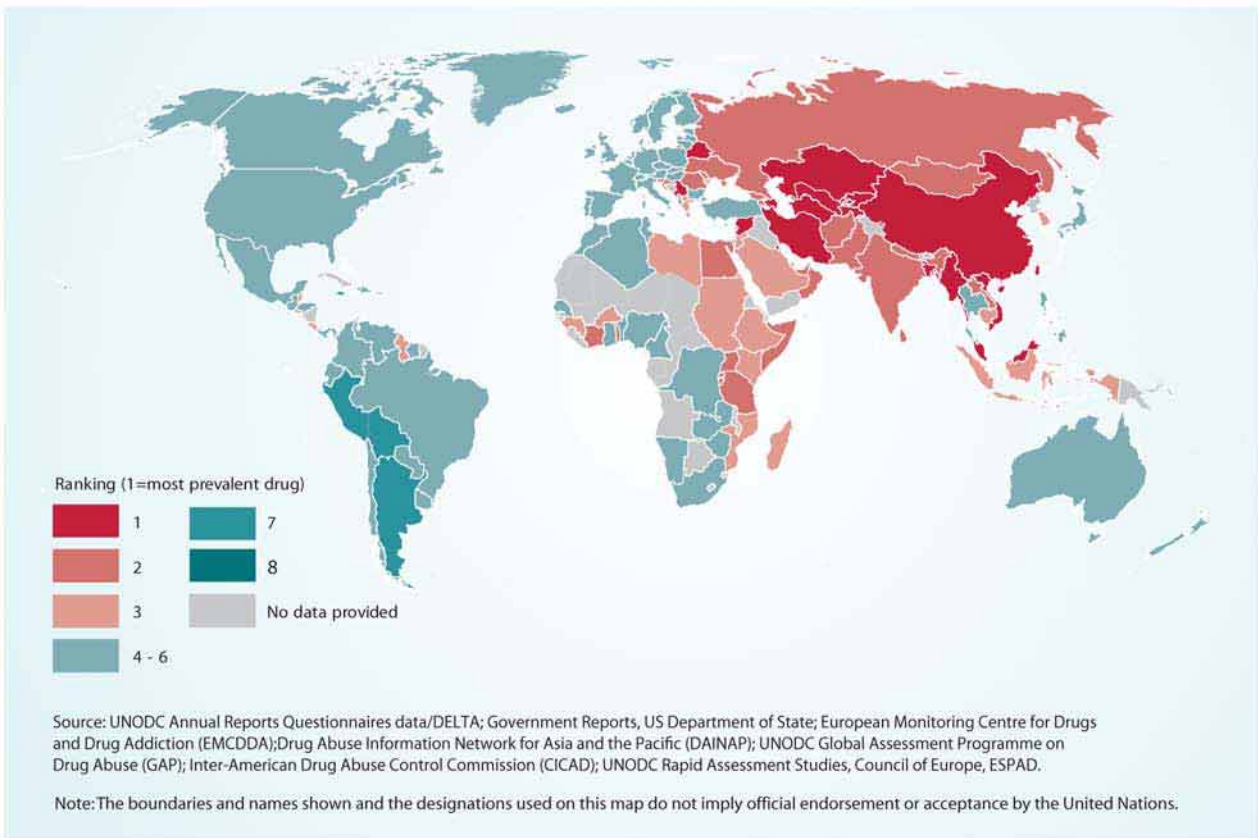 Ranking (1=most prevalent drug)
1
2
3
4 - 6
7
8
No data provided
Source: UNODC Annual Reports Questionnaires data/DELTA; Government Reports, US Department of State; European Monitoring Centre for Drugs
and Drug Addiction (EMCDDA);Drug Abuse Information Network for Asia and the Pacific (DAINAP); UNODC Global Assessment Programme on
Drug Abuse (GAP); Inter-American Drug Abuse Control Commission (CICAD); UNODC Rapid Assessment Studies, Council of Europe, ESPAD.
Note:The boundaries and names shown and the designations used on this map do not imply official endorsement or acceptance by the United Nations.